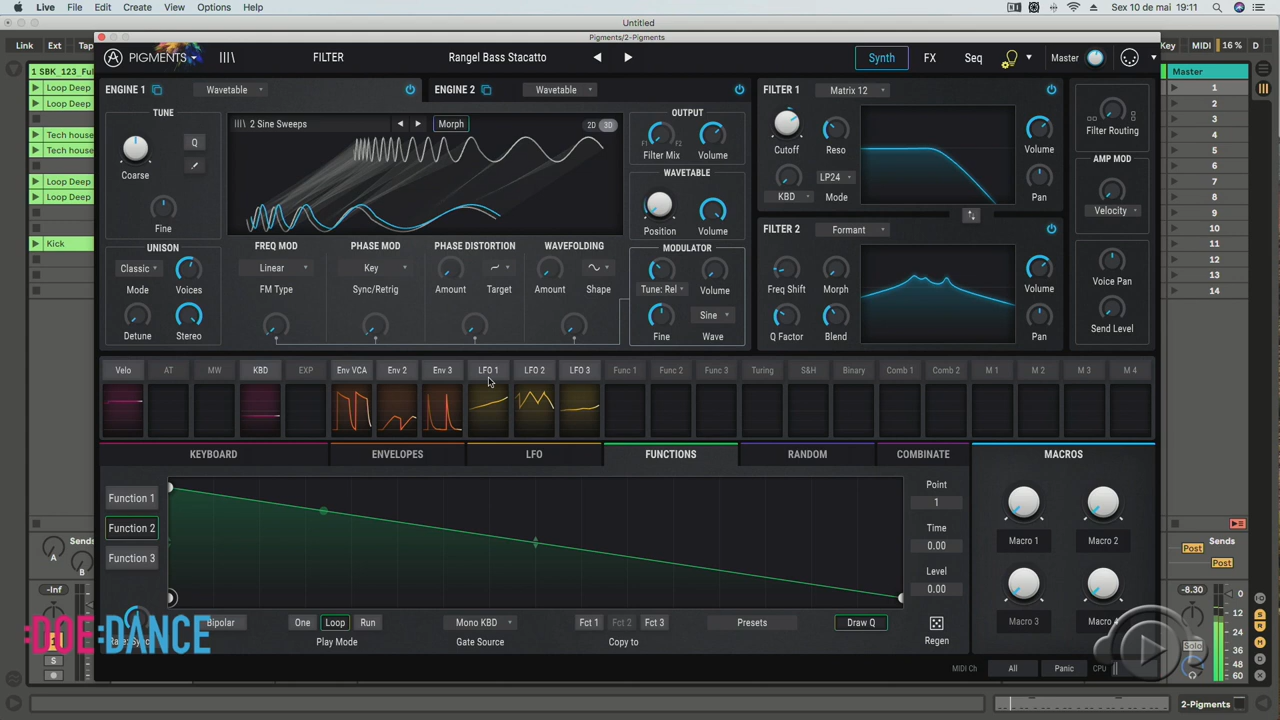 Live File Edit Create View Options Help
Sex 10 de mai 19:11
Untitled
Pigments/2-Pigments
Link Ext Tap
Key MIDI 16 % D
PIGMENTS FILTER Rangel Bass Stacatto Synth FX Seq Master
1 SBK_123_Ful
Loop Deep
Loop Deep
Tech house
Tech house
Loop Deep
Loop Deep
Kick
Master
1
2
3
4
5
6
7
8
9
10
11
12
13
14
ENGINE 1 Wavetable ENGINE 2 Wavetable
TUNE
Coarse
Q
Fine
2 Sine Sweeps Morph 2D 3D
OUTPUT
F1 F2
Filter Mix Volume
WAVETABLE
Position Volume
UNISON
Classic
Mode Voices
Detune Stereo
FREQ MOD PHASE MOD PHASE DISTORTION WAVEFOLDING
Linear Key Amount Target Amount Shape
FM Type Sync/Retrig
MODULATOR
Tune: Rel Volume
Sine
Fine Wave
FILTER 1 Matrix 12
Cutoff Reso Volume
LP24
KBD Mode Pan
FILTER 2 Formant
Freq Shift Morph Volume
Q Factor Blend Pan
Filter Routing
AMP MOD
Velocity
Voice Pan
Send Level
Velo AT MW KBD EXP Env VCA Env 2 Env 3 LFO 1 LFO 2 LFO 3 Func 1 Func 2 Func 3 Turing S&H Binary Comb 1 Comb 2 M 1 M 2 M 3 M 4
KEYBOARD ENVELOPES LFO FUNCTIONS RANDOM COMBINATE MACROS
Function 1
Function 2
Function 3
Point
1
Time
0.00
Level
0.00
Macro 1 Macro 2
Macro 3
Bipolar One Loop Run Mono KBD Fct 1 Fct 2 Fct 3 Presets Draw Q
Play Mode Gate Source Copy to Regen
MIDI Ch All Panic CPU
Sends
A
B
-Inf
S
Sends
Post
Post
-8.30
0
12
24
36
48
60
Solo
:DOE:DANCE
2-Pigments